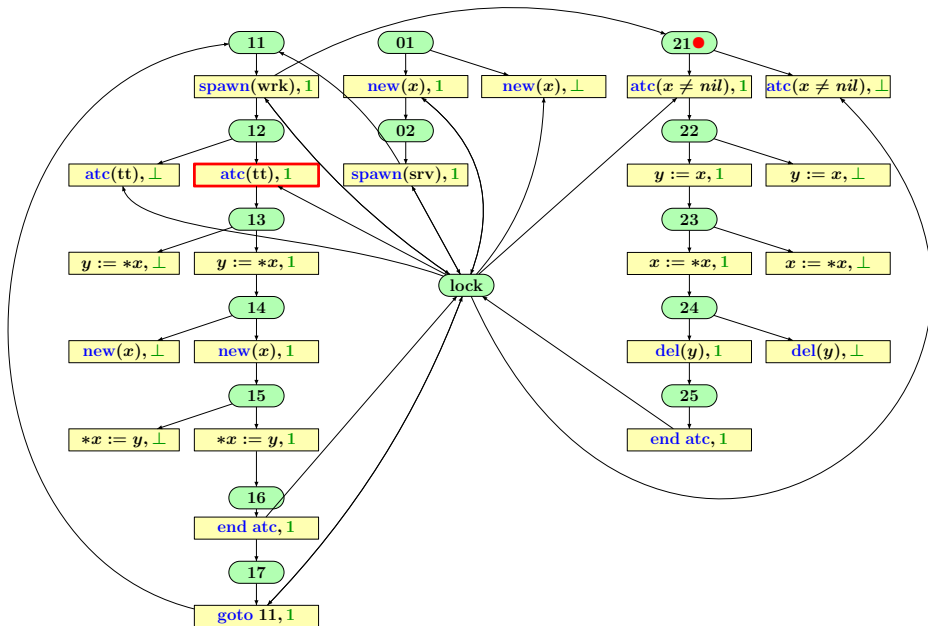 11 01 21
spawn(wrk), 1 new(x), 1 new(x), ⊥ atc(x ≠ nil), 1 atc(x ≠ nil), ⊥
12 02 22
atc(tt), ⊥ atc(tt), 1 spawn(srv), 1 y := x, 1 y := x, ⊥
13 23
y := *x, ⊥ y := *x, 1 x := *x, 1 x := *x, ⊥
lock
14 24
new(x), ⊥ new(x), 1 del(y), 1 del(y), ⊥
15 25
*x := y, ⊥ *x := y, 1 end atc, 1
16
end atc, 1
17
goto 11, 1